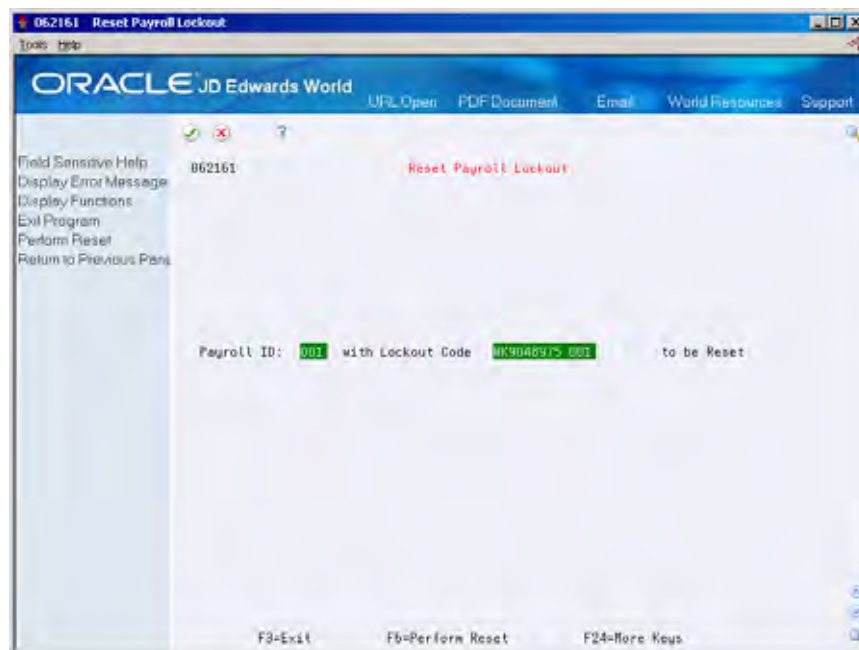 062161 Reset Payroll Lockout
Tools Help
ORACLE JD Edwards World
URL Open PDF Document Email World Resources Support
Field Sensitive Help
Display Error Message
Display Functions
Exit Program
Perform Reset
Return to Previous Pane
?
062161 Reset Payroll Lockout
Payroll ID: 001 with Lockout Code WK9048975 001 to be Reset
F3=Exit F6=Perform Reset F24=More Keys